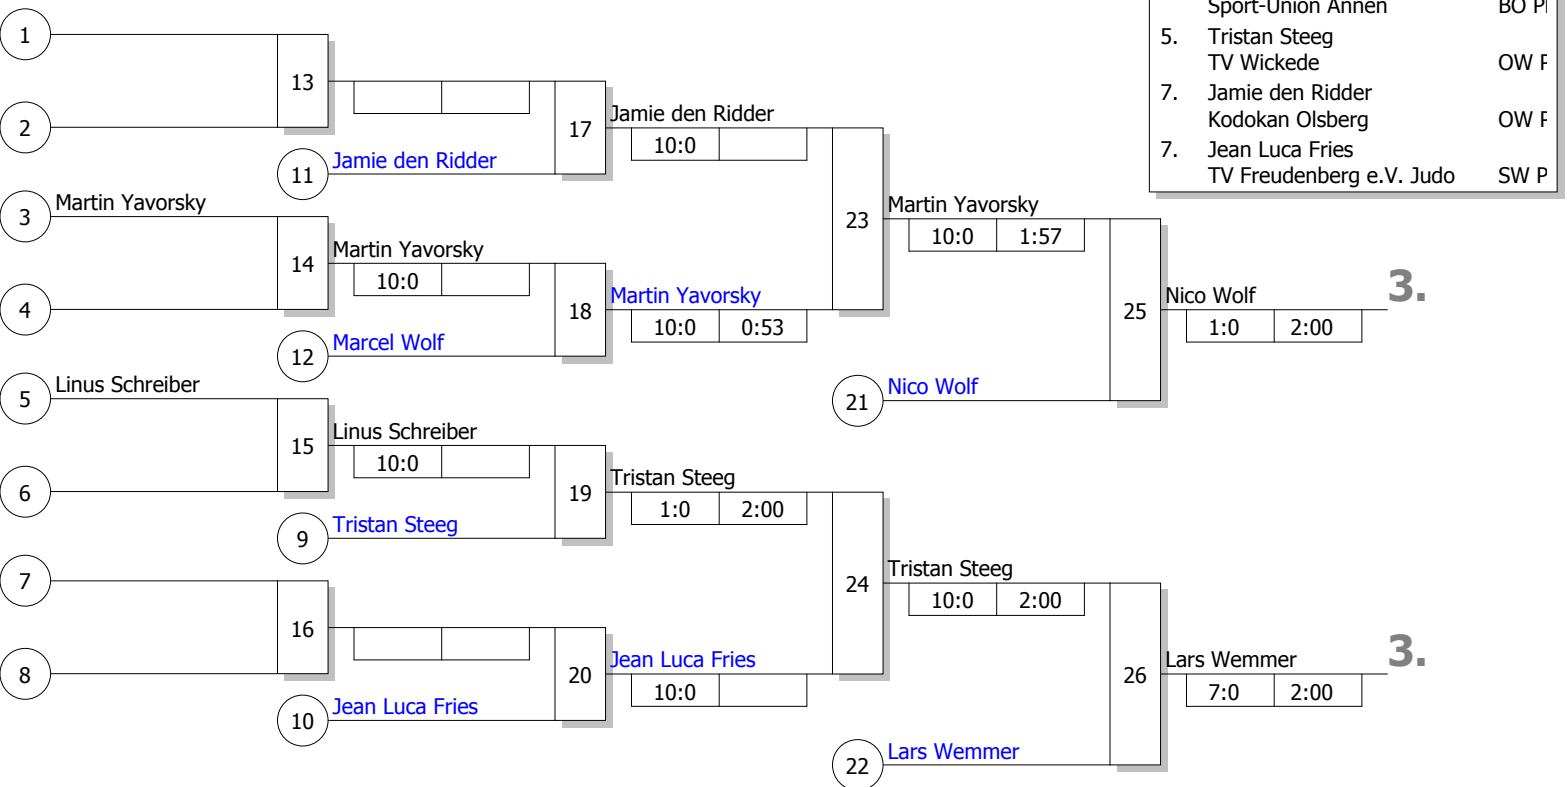 Sport-Union Annen BO
5. Tristan Steeg
TV Wickede OW
7. Jamie den Ridder
Kodokan Olsberg OW
7. Jean Luca Fries
TV Freudenberg e.V. Judo SW P
1
13
2
17
Jamie den Ridder
10:0
11
Jamie den Ridder
3
Martin Yavorsky
14
Martin Yavorsky
10:0
4
18
Martin Yavorsky
10:0
0:53
12
Marcel Wolf
23
Martin Yavorsky
10:0
1:57
25
Nico Wolf
1:0
2:00
3.
21
Nico Wolf
5
Linus Schreiber
15
Linus Schreiber
10:0
6
19
Tristan Steeg
1:0
2:00
9
Tristan Steeg
7
16
8
20
Jean Luca Fries
10:0
10
Jean Luca Fries
24
Tristan Steeg
10:0
2:00
26
Lars Wemmer
7:0
2:00
3.
22
Lars Wemmer